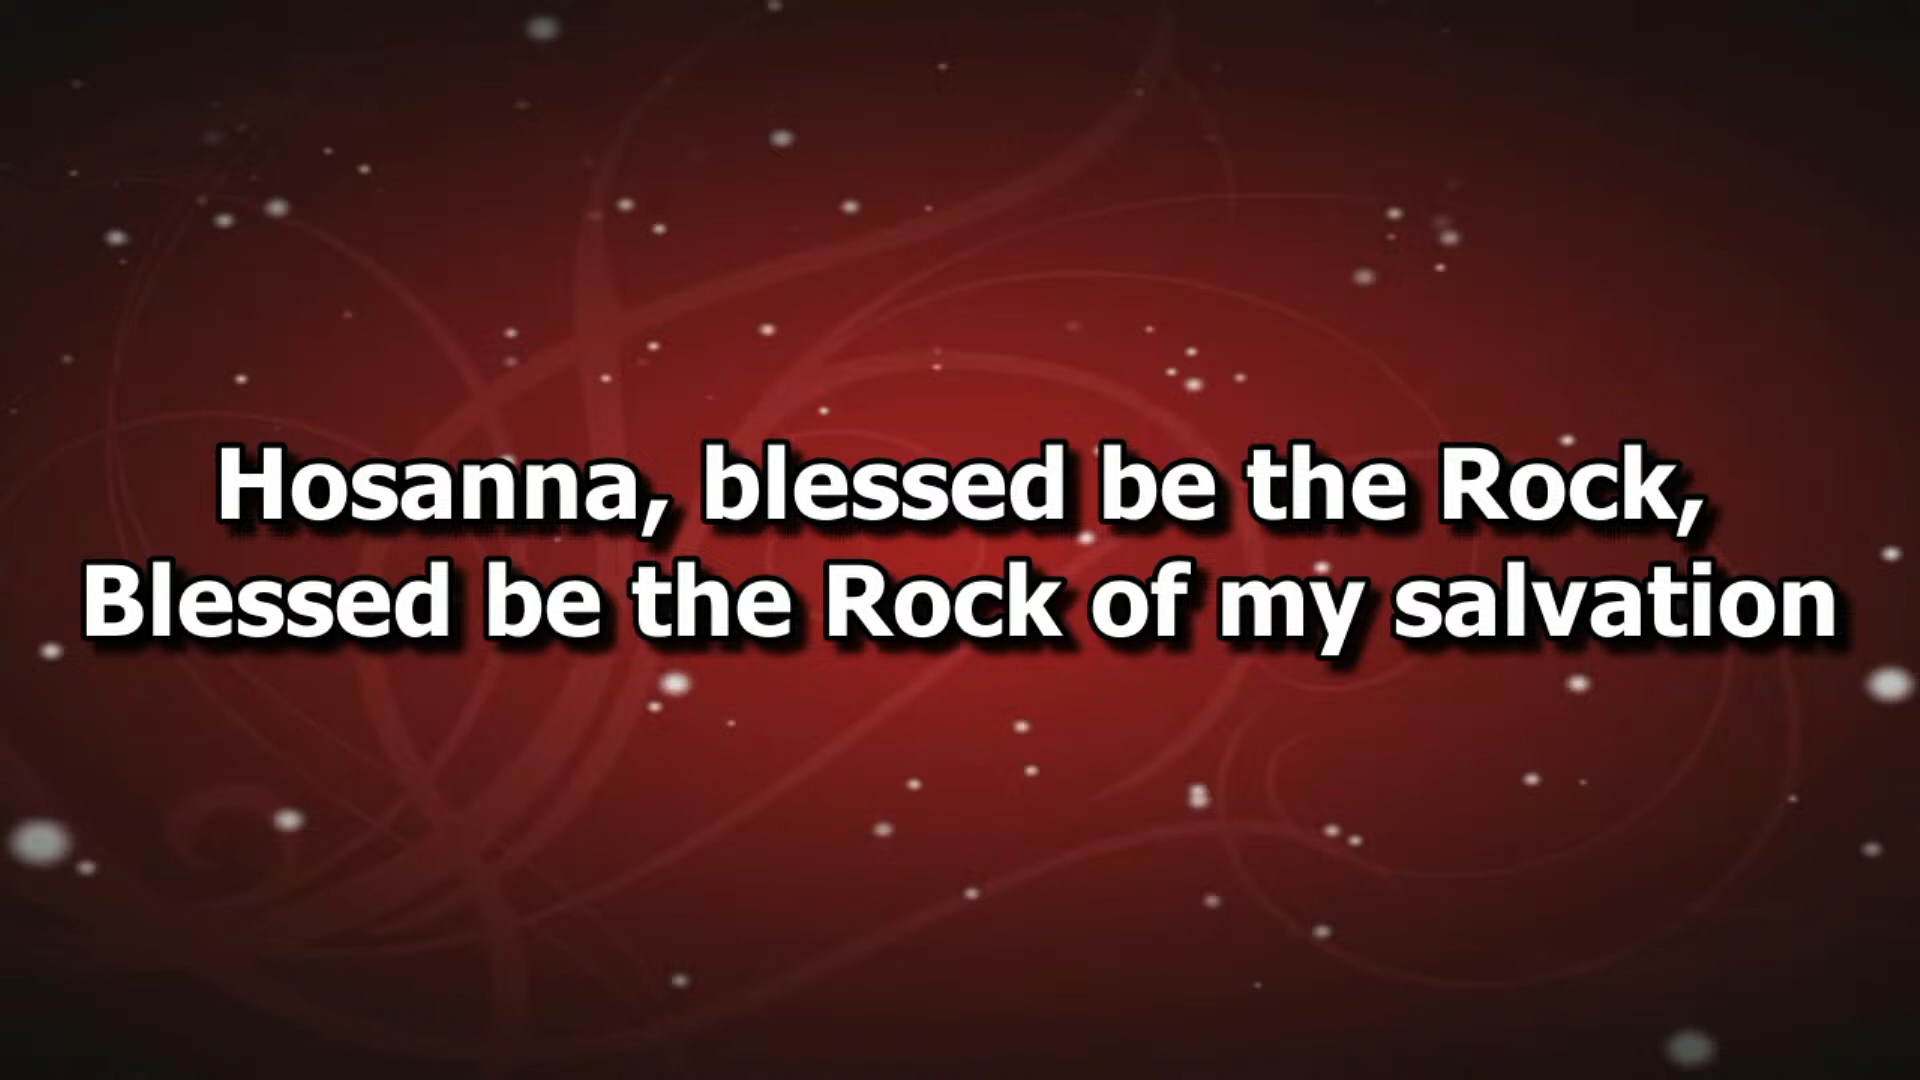 Hosanna, blessed be the Rock,
Blessed be the Rock of my salvation